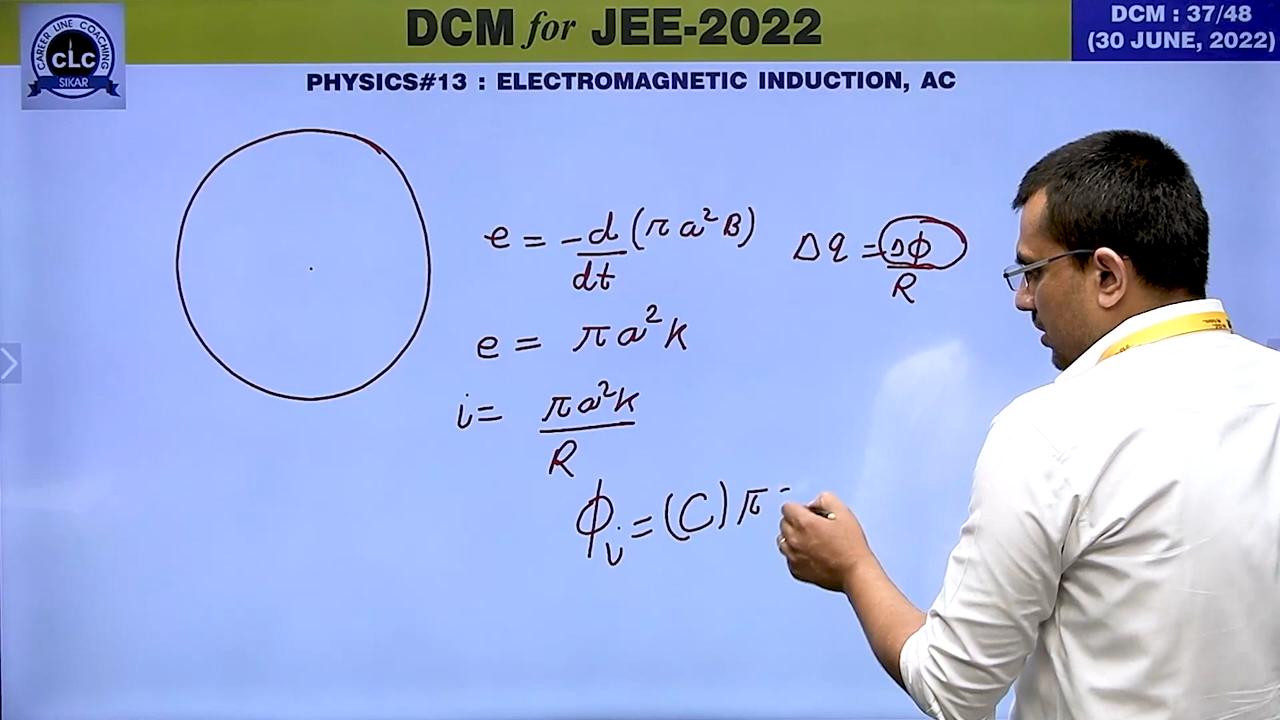 DCM for JEE-2022
DCM : 37/48
(30 JUNE, 2022)
CAREER LINE COACHING
CLC
SIKAR
PHYSICS#13 : ELECTROMAGNETIC INDUCTION, AC
e = -d/dt (πa²B)
Δq = Δϕ/R
e = πa²k
i = πa²k/R
ϕi = (C) π